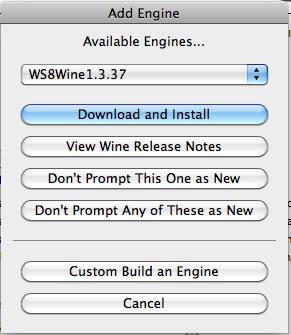 Add Engine
Available Engines...
WS8Wine1.3.37
Download and Install
View Wine Release Notes
Don't Prompt This One as New
Don't Prompt Any of These as New
Custom Build an Engine
Cancel